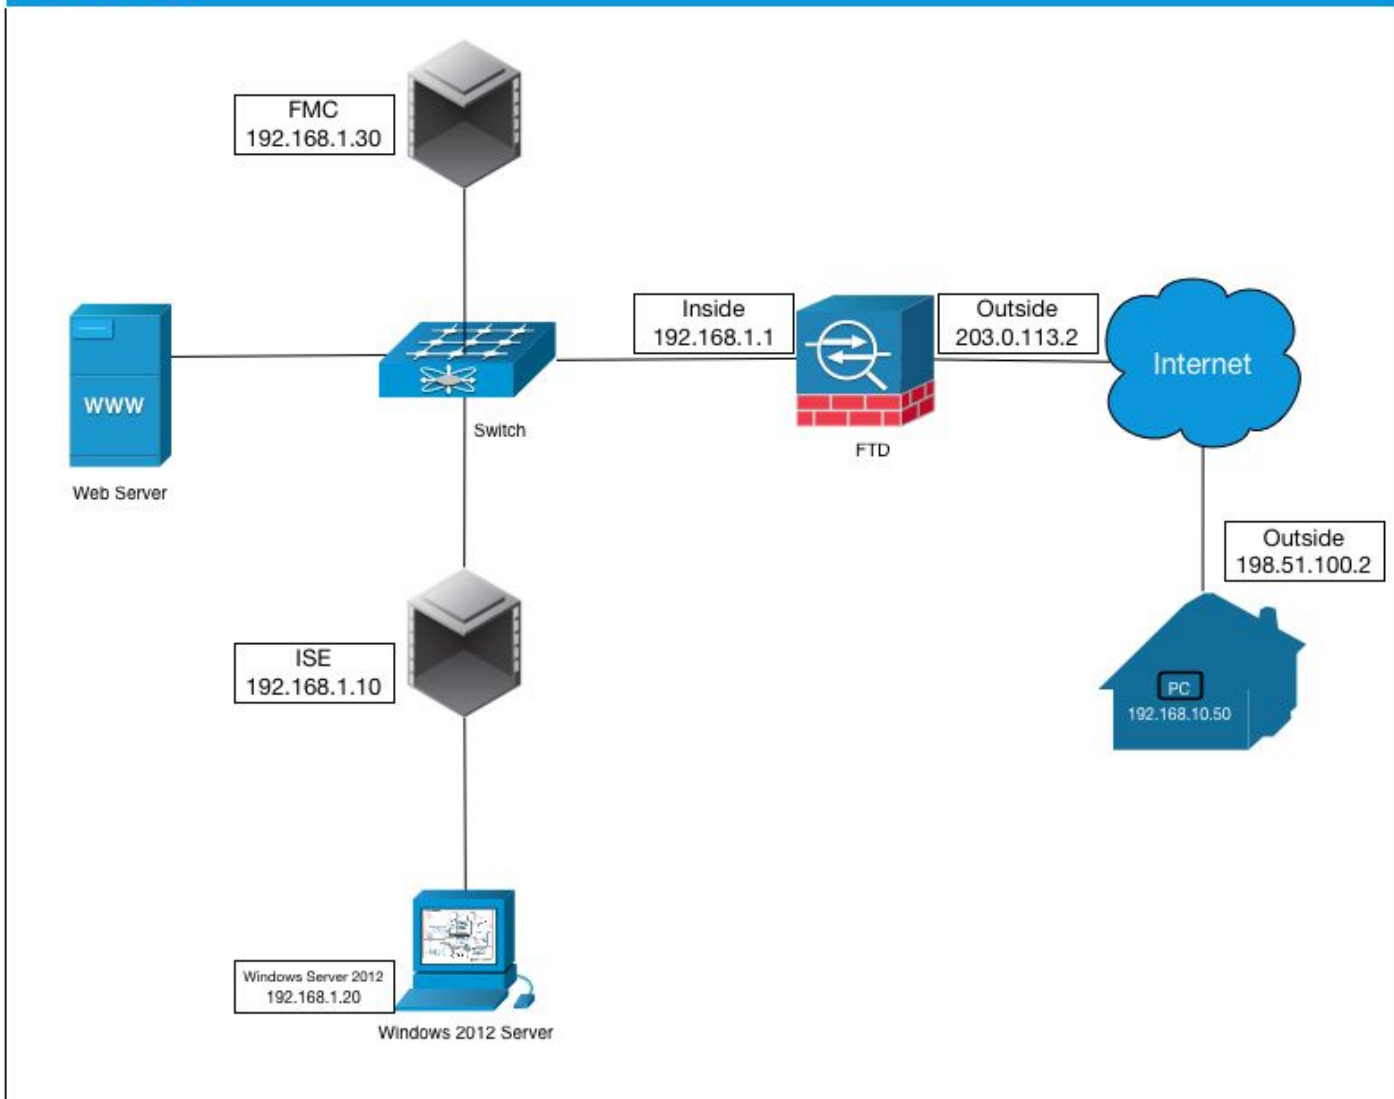 FMC
192.168.1.30
Inside
192.168.1.1
Outside
203.0.113.2
Internet
WWW
Switch
FTD
Web Server
Outside
198.51.100.2
ISE
192.168.1.10
PC
192.168.10.50
Windows Server 2012
192.168.1.20
Windows 2012 Server